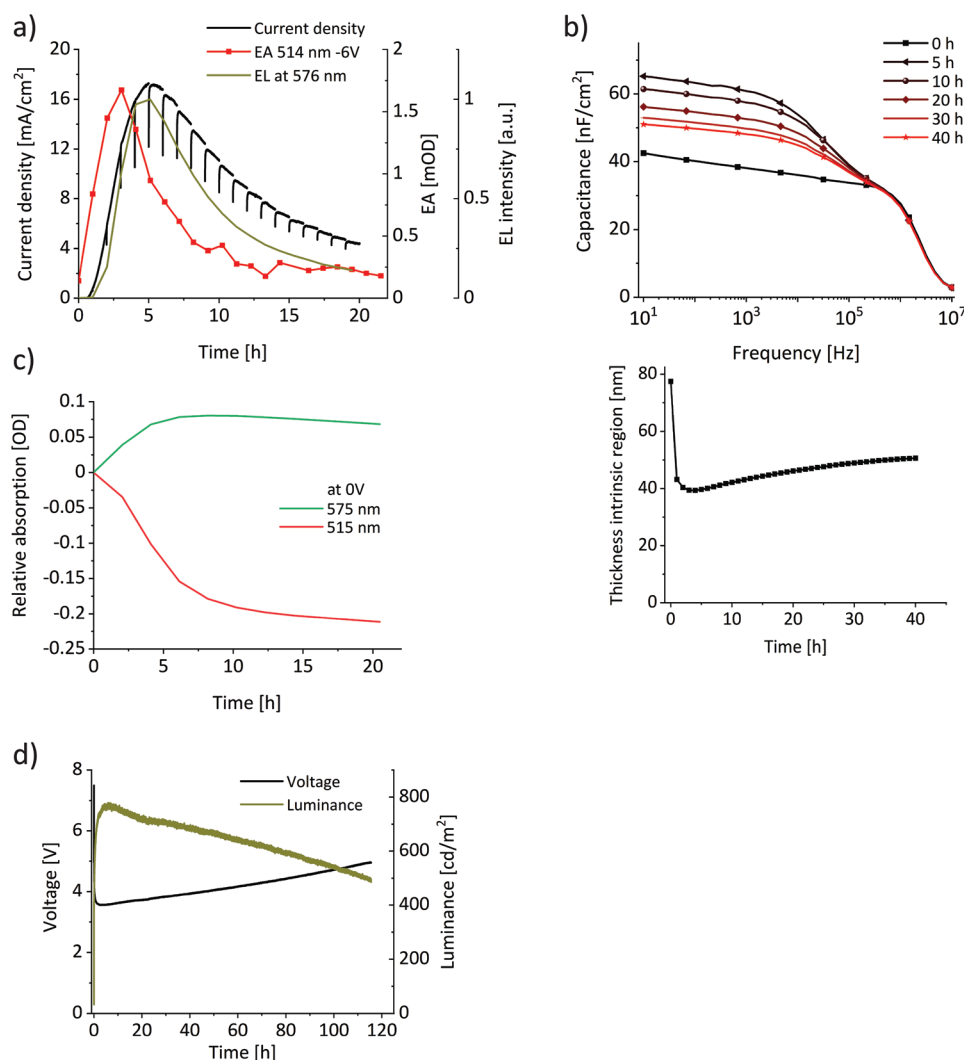 a)
Current density
EA 514 nm -6V
EL at 576 nm
Current density [mA/cm²]
0
4
8
12
16
20
0
5
10
15
20
Time [h]
0
0.5
1
1.5
2
EA [mOD]
0
0.5
1
EL intensity [a.u.]
b)
0 h
5 h
10 h
20 h
30 h
40 h
Capacitance [nF/cm²]
0
20
40
60
10¹
10³
10⁵
10⁷
Frequency [Hz]
Thickness intrinsic region [nm]
0
20
40
60
80
0
10
20
30
40
Time [h]
c)
Relative absorption [OD]
0.1
0.05
0
-0.05
-0.1
-0.15
-0.2
-0.25
at 0V
575 nm
515 nm
0
5
10
15
20
Time [h]
d)
Voltage
Luminance
Voltage [V]
0
2
4
6
8
0
20
40
60
80
100
120
Time [h]
0
200
400
600
800
Luminance [cd/m²]